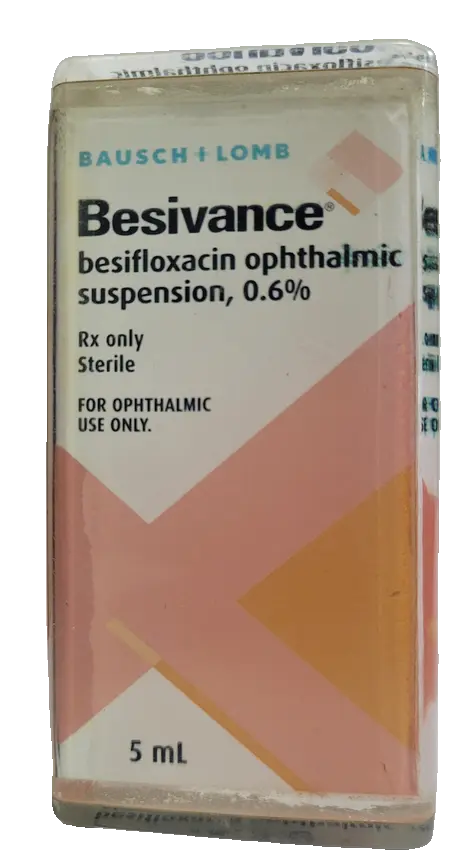 BAUSCH + LOMB
Besivance®
besifloxacin ophthalmic
suspension, 0.6%
Rx only
Sterile
FOR OPHTHALMIC
USE ONLY.
5 mL